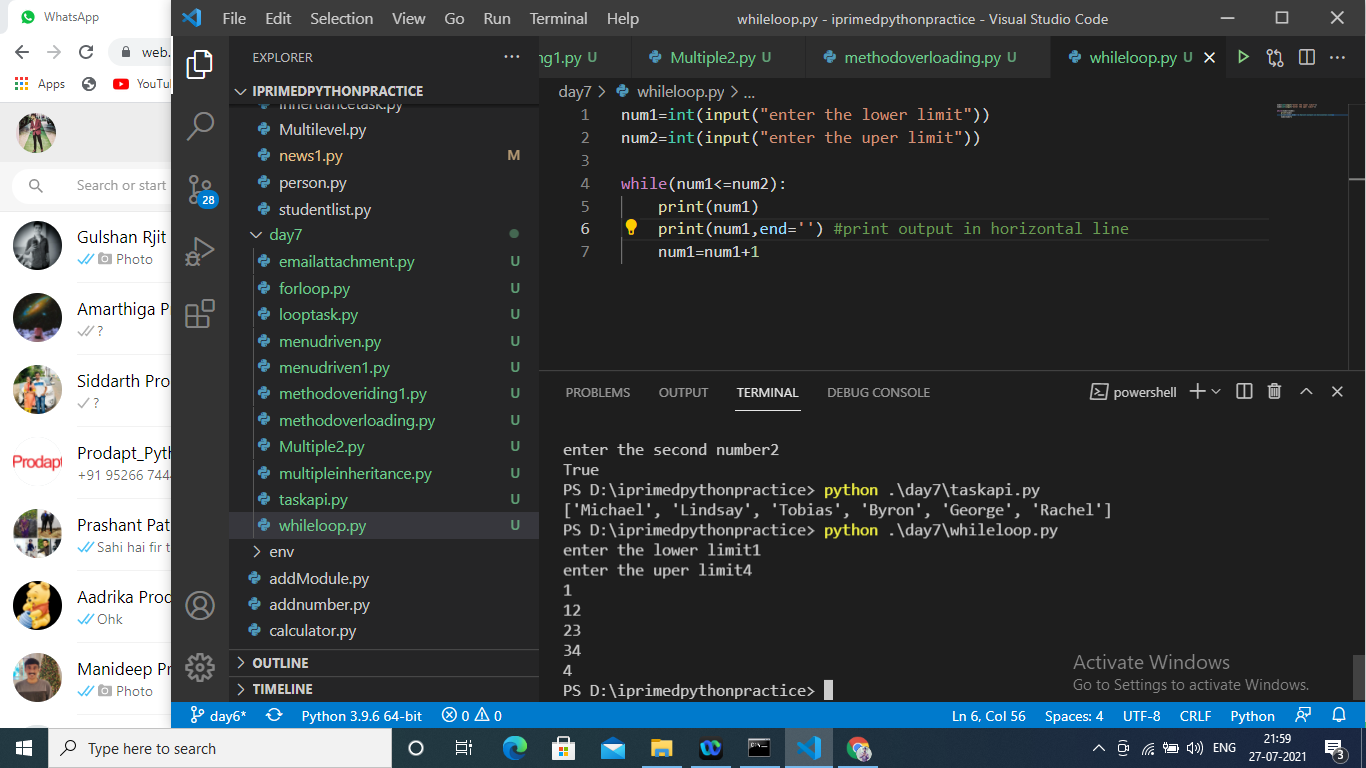 WhatsApp
web.
Apps
YouTu
Search or start
Gulshan Rjit
Photo
Amarthiga P
?
Siddarth Pro
?
Prodapt
Prodapt_Pyth
+91 95266 744
Prashant Pat
Sahi hai fir t
Aadrika Prod
Ohk
Manideep Pr
Photo
File Edit Selection View Go Run Terminal Help
whileloop.py - iprimedpythonpractice - Visual Studio Code
28
EXPLORER
IPRIMEDPYTHONPRACTICE
inhertiancetask.py
Multilevel.py
news1.py M
person.py
studentlist.py
day7
emailattachment.py U
forloop.py U
looptask.py U
menudriven.py U
menudriven1.py U
methodoveriding1.py U
methodoverloading.py U
Multiple2.py U
multipleinheritance.py U
taskapi.py U
whileloop.py U
env
addModule.py
addnumber.py
calculator.py
OUTLINE
TIMELINE
ng1.py U Multiple2.py U methodoverloading.py U whileloop.py U
day7 > whileloop.py > ...
1 num1=int(input("enter the lower limit"))
2 num2=int(input("enter the uper limit"))
3
4 while(num1<=num2):
5 print(num1)
6 print(num1,end='') #print output in horizontal line
7 num1=num1+1
PROBLEMS OUTPUT TERMINAL DEBUG CONSOLE
powershell
enter the second number2
True
PS D:\iprimedpythonpractice> python .\day7\taskapi.py
['Michael', 'Lindsay', 'Tobias', 'Byron', 'George', 'Rachel']
PS D:\iprimedpythonpractice> python .\day7\whileloop.py
enter the lower limit1
enter the uper limit4
1
12
23
34
4
PS D:\iprimedpythonpractice>
Activate Windows
Go to Settings to activate Windows.
day6* Python 3.9.6 64-bit 0 0 Ln 6, Col 56 Spaces: 4 UTF-8 CRLF Python
Type here to search
ENG
21:59
27-07-2021
3